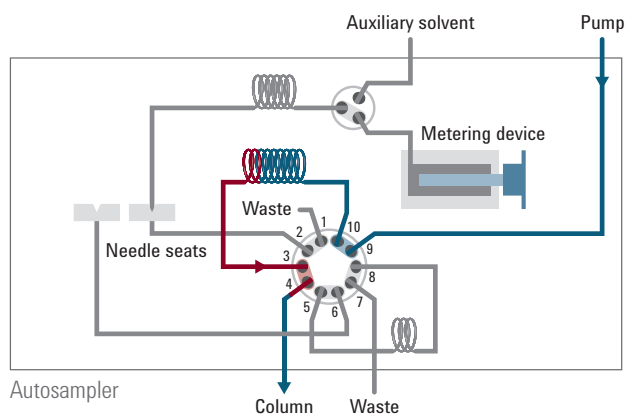 Auxiliary solvent
Pump
Metering device
Waste
1
10
2
9
Needle seats
3
8
4
7
5
6
Autosampler
Column
Waste